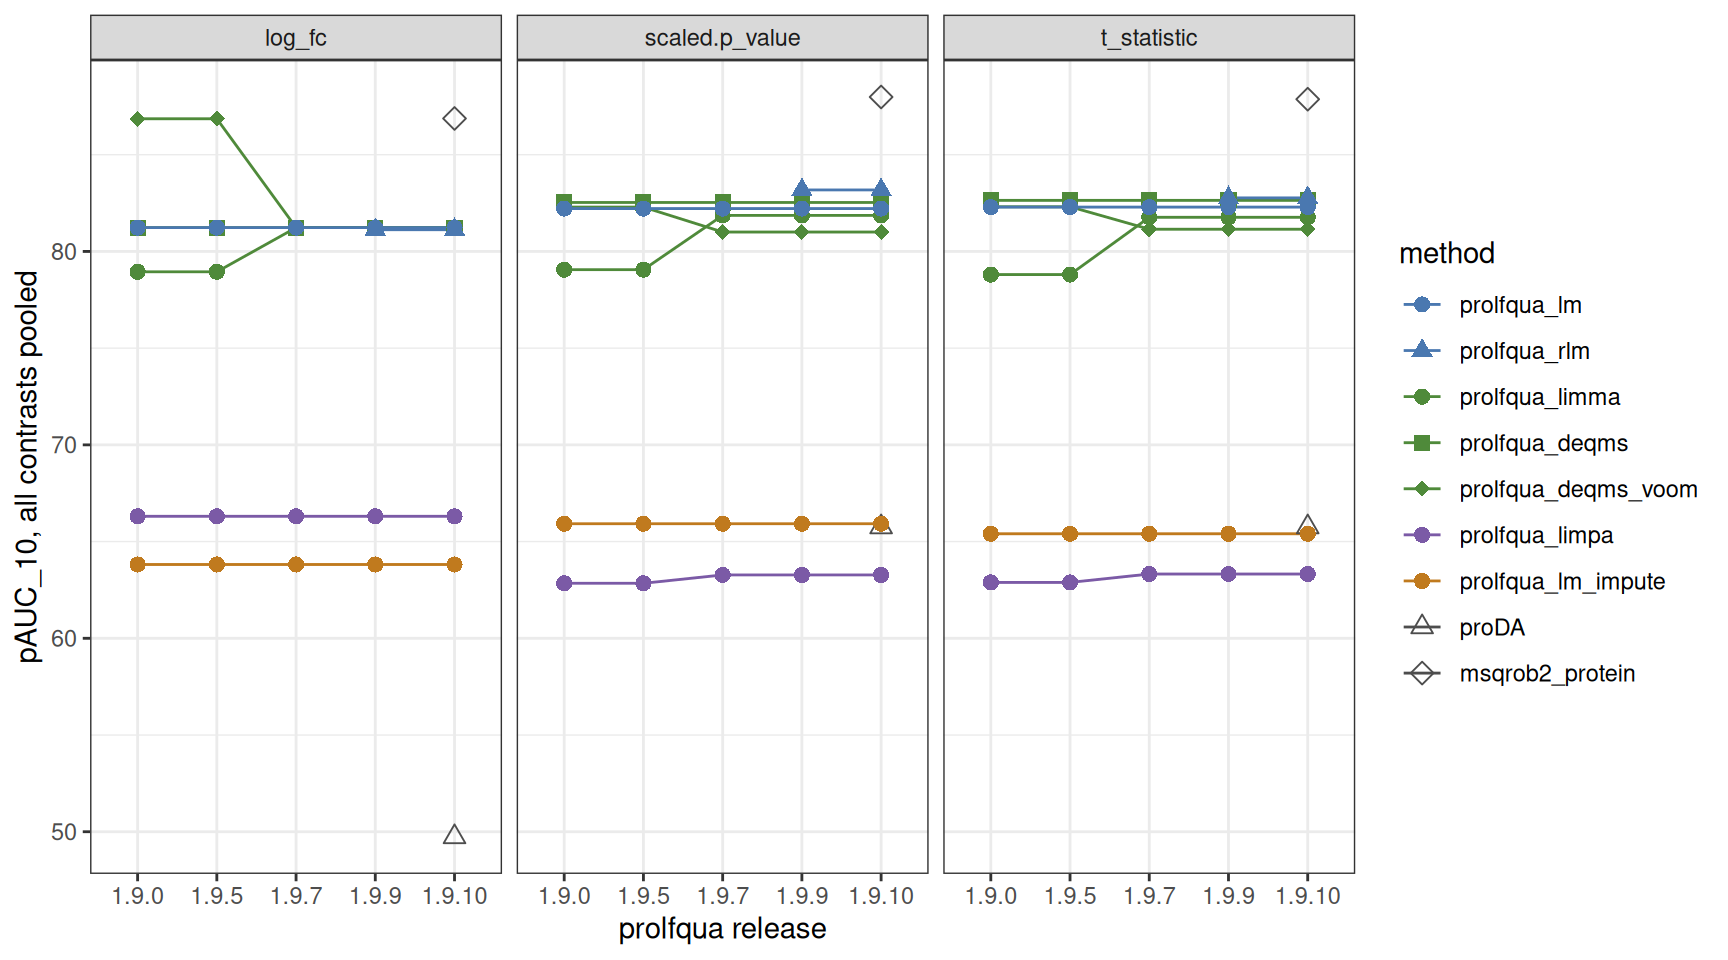 log_fc
scaled.p_value
t_statistic
pAUC_10, all contrasts pooled
80
70
60
50
1.9.0 1.9.5 1.9.7 1.9.9 1.9.10
1.9.0 1.9.5 1.9.7 1.9.9 1.9.10
1.9.0 1.9.5 1.9.7 1.9.9 1.9.10
prolfqua release
method
prolfqua_lm
prolfqua_rlm
prolfqua_limma
prolfqua_deqms
prolfqua_deqms_voom
prolfqua_limpa
prolfqua_lm_impute
proDA
msqrob2_protein